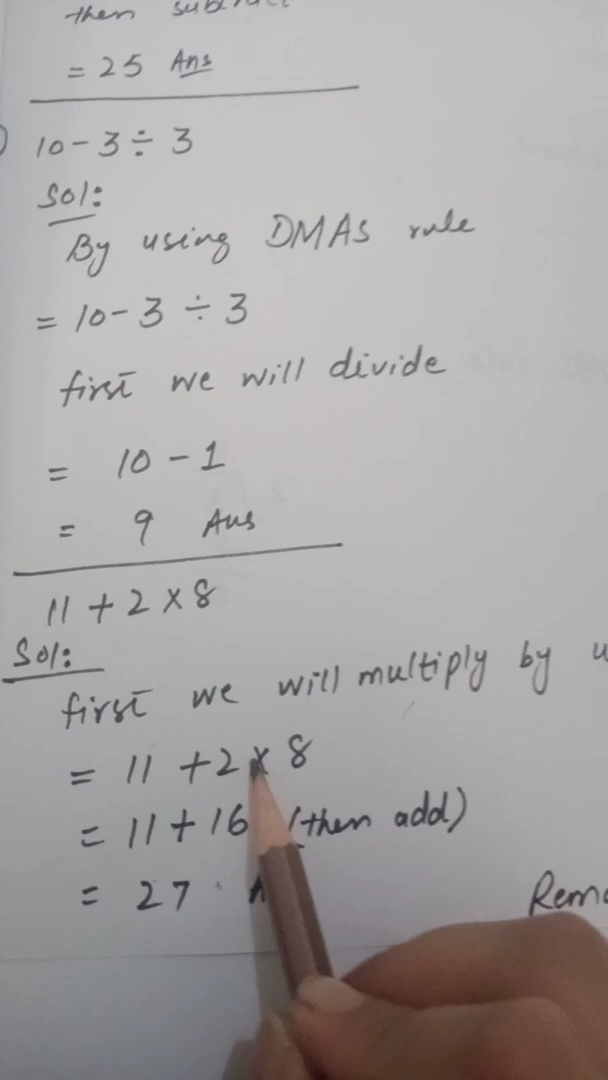 then subtract
= 25 Ans
10 - 3 ÷ 3
Sol:
By using DMAS rule
= 10 - 3 ÷ 3
first we will divide
= 10 - 1
= 9 Ans
11 + 2 × 8
Sol:
first we will multiply by
= 11 + 2 × 8
= 11 + 16 (then add)
= 27